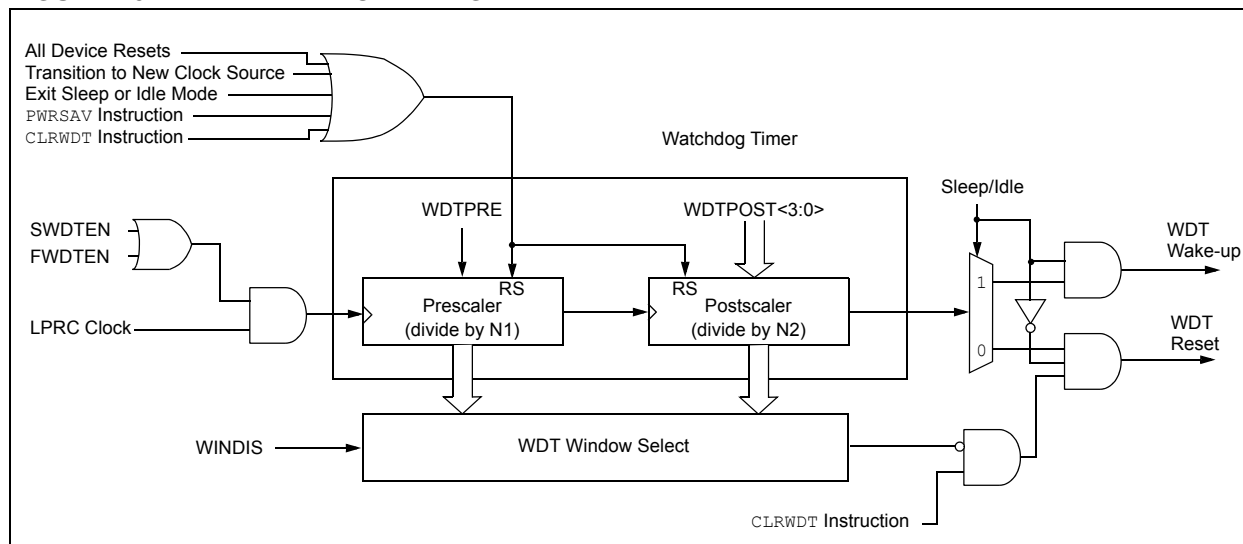 All Device Resets
Transition to New Clock Source
Exit Sleep or Idle Mode
PWRSAV Instruction
CLRWDT Instruction
Watchdog Timer
Sleep/Idle
WDTPRE
WDTPOST<3:0>
SWDTEN
FWDTEN
WDT
Wake-up
RS
RS
1
Prescaler
(divide by N1)
Postscaler
(divide by N2)
LPRC Clock
WDT
Reset
0
WINDIS
WDT Window Select
CLRWDT Instruction